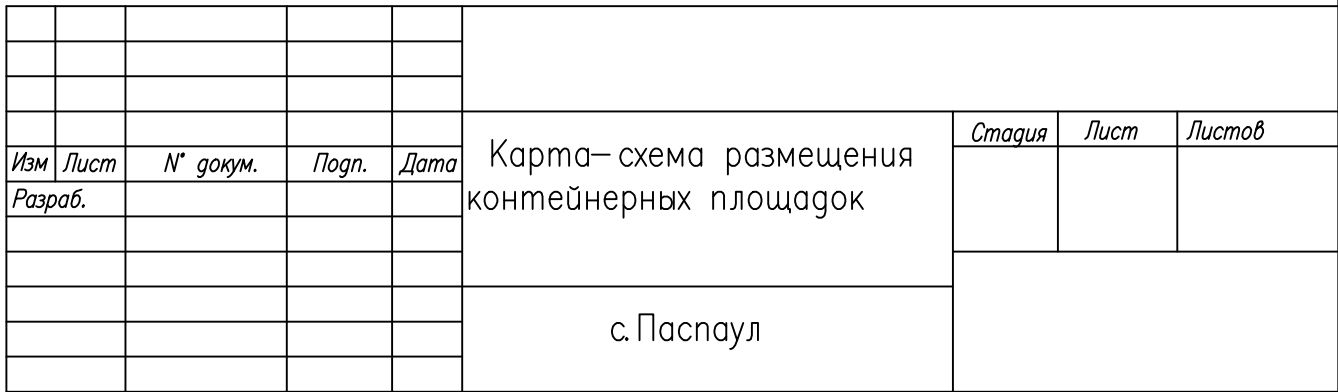 Стадия Лист Листов
Карта-схема размещения
Изм Лист N° докум. Подп. Дата
Разраб.
контейнерных площадок
с. Паспаул